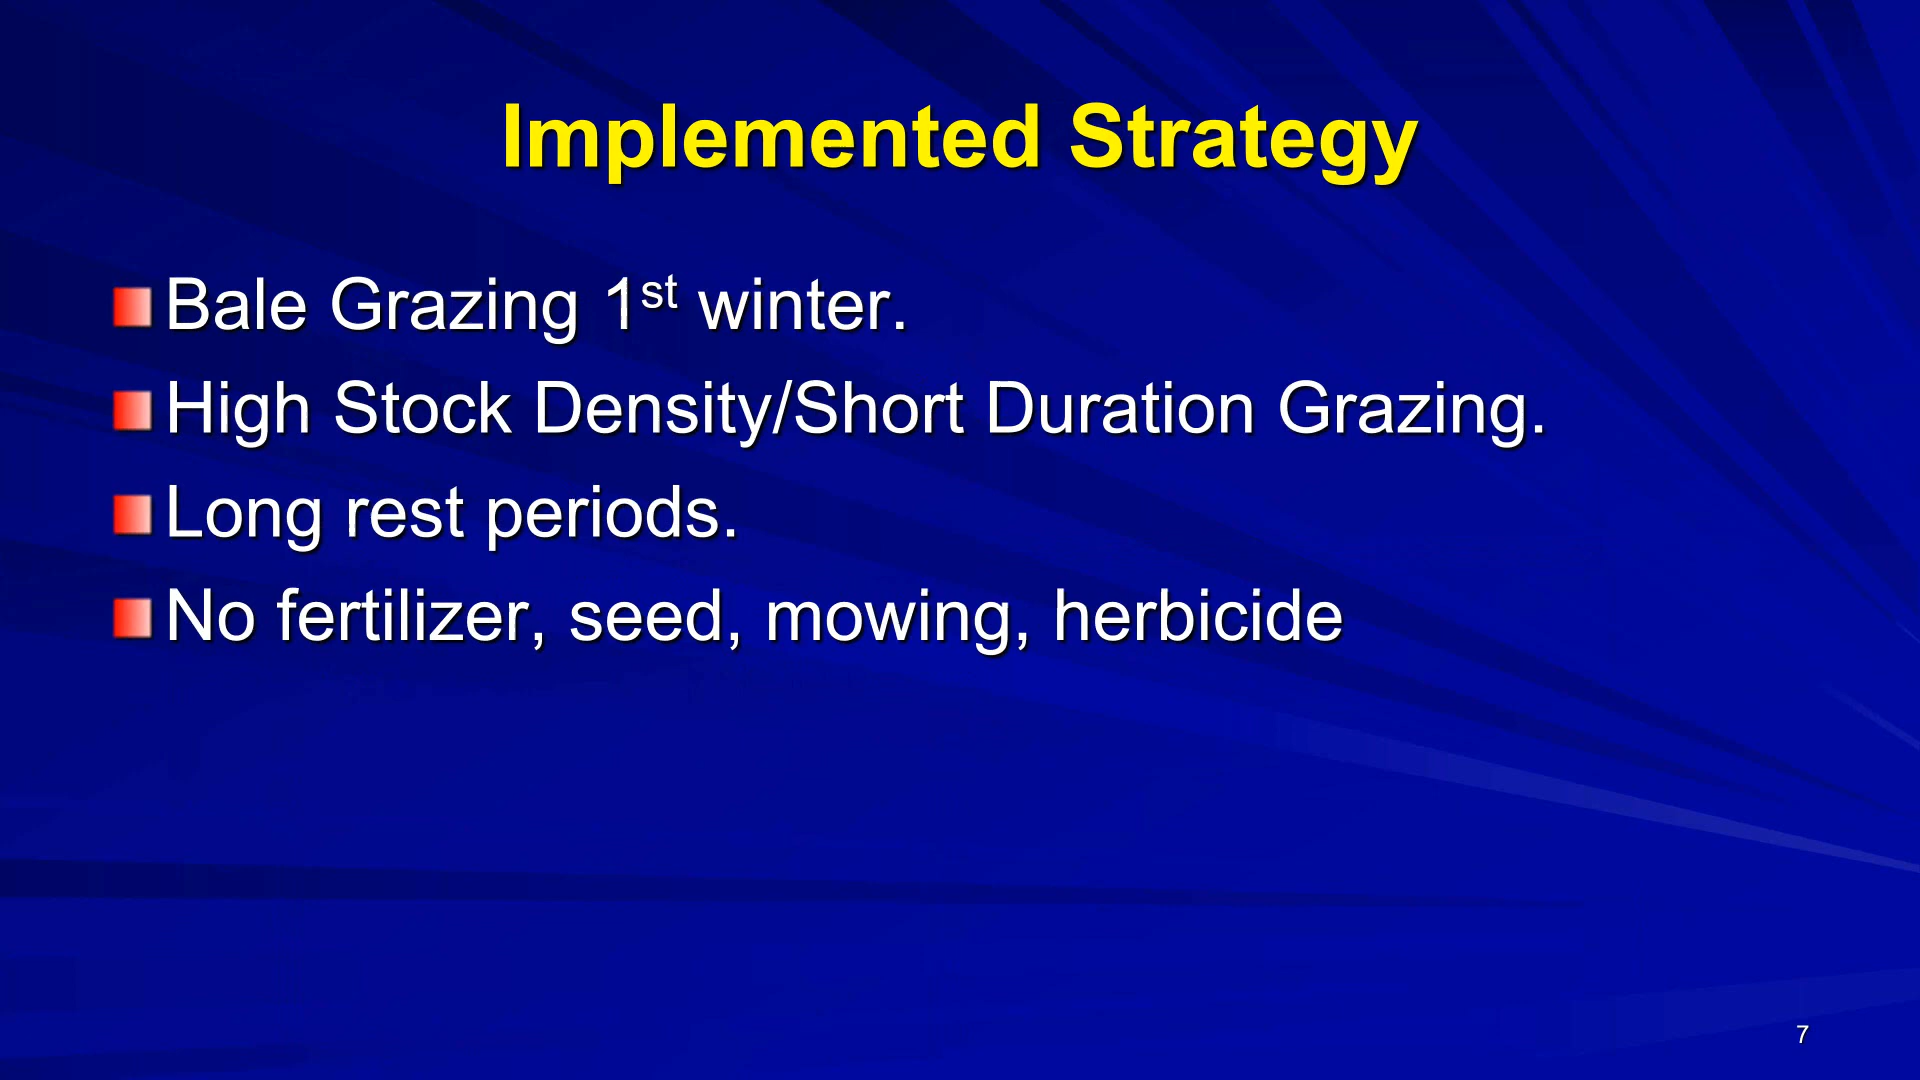 Implemented Strategy
Bale Grazing 1st winter.
High Stock Density/Short Duration Grazing.
Long rest periods.
No fertilizer, seed, mowing, herbicide
7